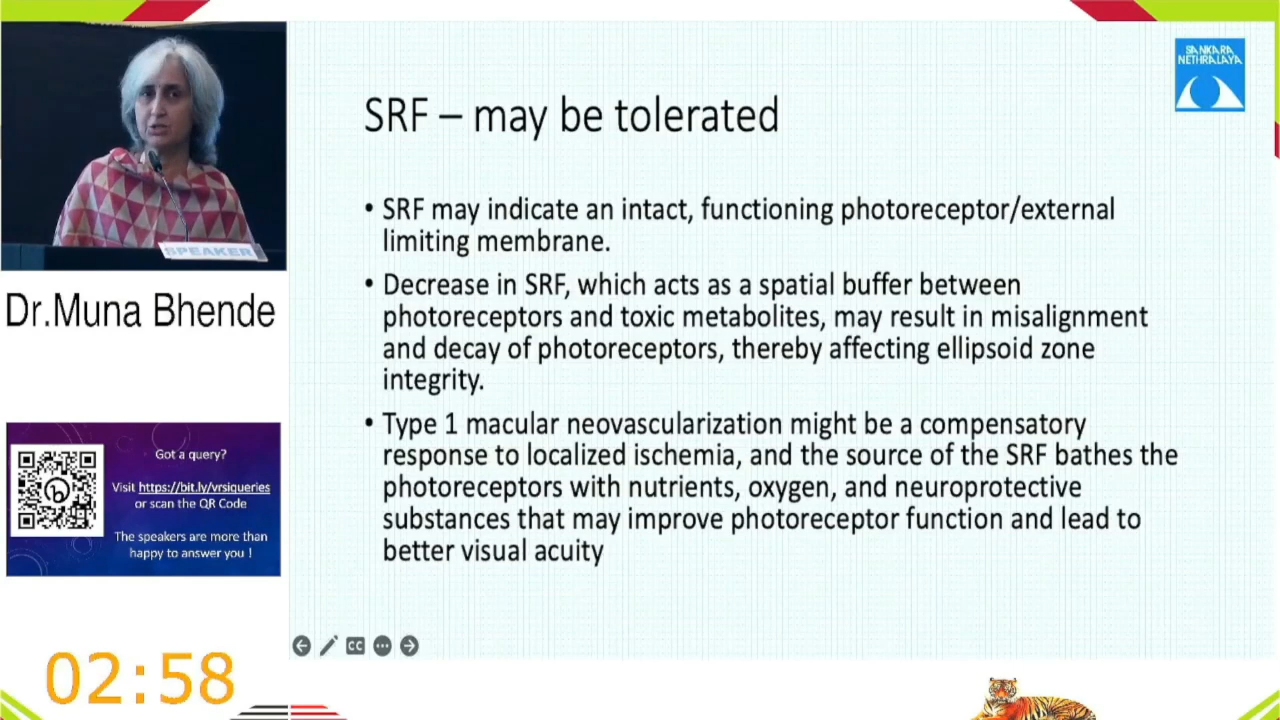 SPEAKER
Dr.Muna Bhende
Got a query?
Visit https://bit.ly/vrsiqueries
or scan the QR Code
The speakers are more than
happy to answer you !
02:58
SANKARA
NETHRALAYA
SRF – may be tolerated
• SRF may indicate an intact, functioning photoreceptor/external
limiting membrane.
• Decrease in SRF, which acts as a spatial buffer between
photoreceptors and toxic metabolites, may result in misalignment
and decay of photoreceptors, thereby affecting ellipsoid zone
integrity.
• Type 1 macular neovascularization might be a compensatory
response to localized ischemia, and the source of the SRF bathes the
photoreceptors with nutrients, oxygen, and neuroprotective
substances that may improve photoreceptor function and lead to
better visual acuity
CC